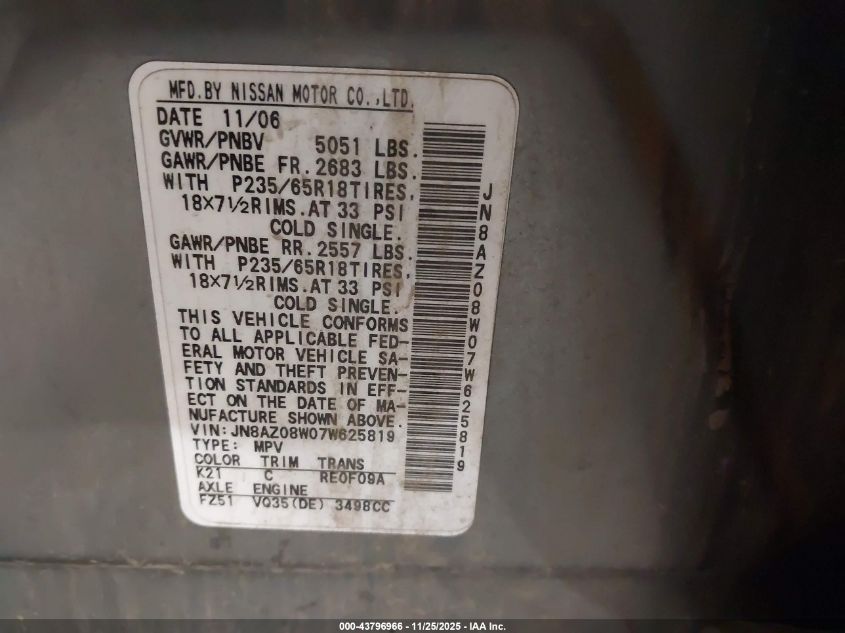 MFD.BY NISSAN MOTOR CO.,LTD.
DATE 11/06
GVWR/PNBV 5051 LBS.
GAWR/PNBE FR.2683 LBS.
WITH P235/65R18TIRES,
18×7½RIMS.AT 33 PSI
COLD SINGLE.
GAWR/PNBE RR.2557 LBS.
WITH P235/65R18TIRES,
18×7½RIMS.AT 33 PSI
COLD SINGLE.
THIS VEHICLE CONFORMS
TO ALL APPLICABLE FED-
ERAL MOTOR VEHICLE SA-
FETY AND THEFT PREVEN-
TION STANDARDS IN EFF-
ECT ON THE DATE OF MA-
NUFACTURE SHOWN ABOVE.
VIN:JN8AZ08W07W625819
TYPE: MPV
COLOR TRIM TRANS
K21 C RE0F09A
AXLE ENGINE
FZ51 VQ35(DE) 3498CC
JN8AZ08W07W625819
000-43796966 - 11/25/2025 - IAA Inc.